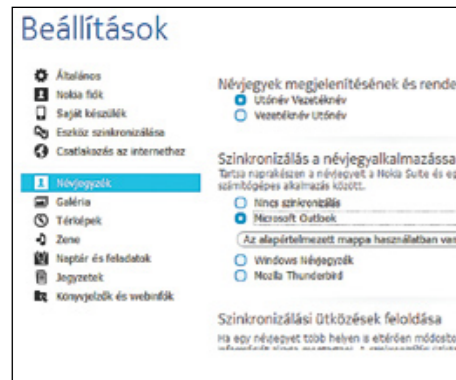 Beállítások
Általános
Nokia fiók
Saját készülék
Eszköz szinkronizálása
Csatlakozás az internethez
Névjegyzék
Galéria
Térképek
Zene
Naptár és feladatok
Jegyzetek
Könyvjelzők és webinfók
Névjegyek megjelenítésének és rende
Utónév Vezetéknév
Vezetéknév Utónév
Szinkronizálás a névjegyalkalmazássa
Tartsa naprakészen a névjegyeit a Nokia Suite és eg
számítógépes alkalmazás között.
Nincs szinkronizálás
Microsoft Outlook
Az alapértelmezett mappa használatban van
Windows Névjegyzék
Mozilla Thunderbird
Szinkronizálási ütközések feloldása
Ha egy névjegyet több helyen is eltérően módosto